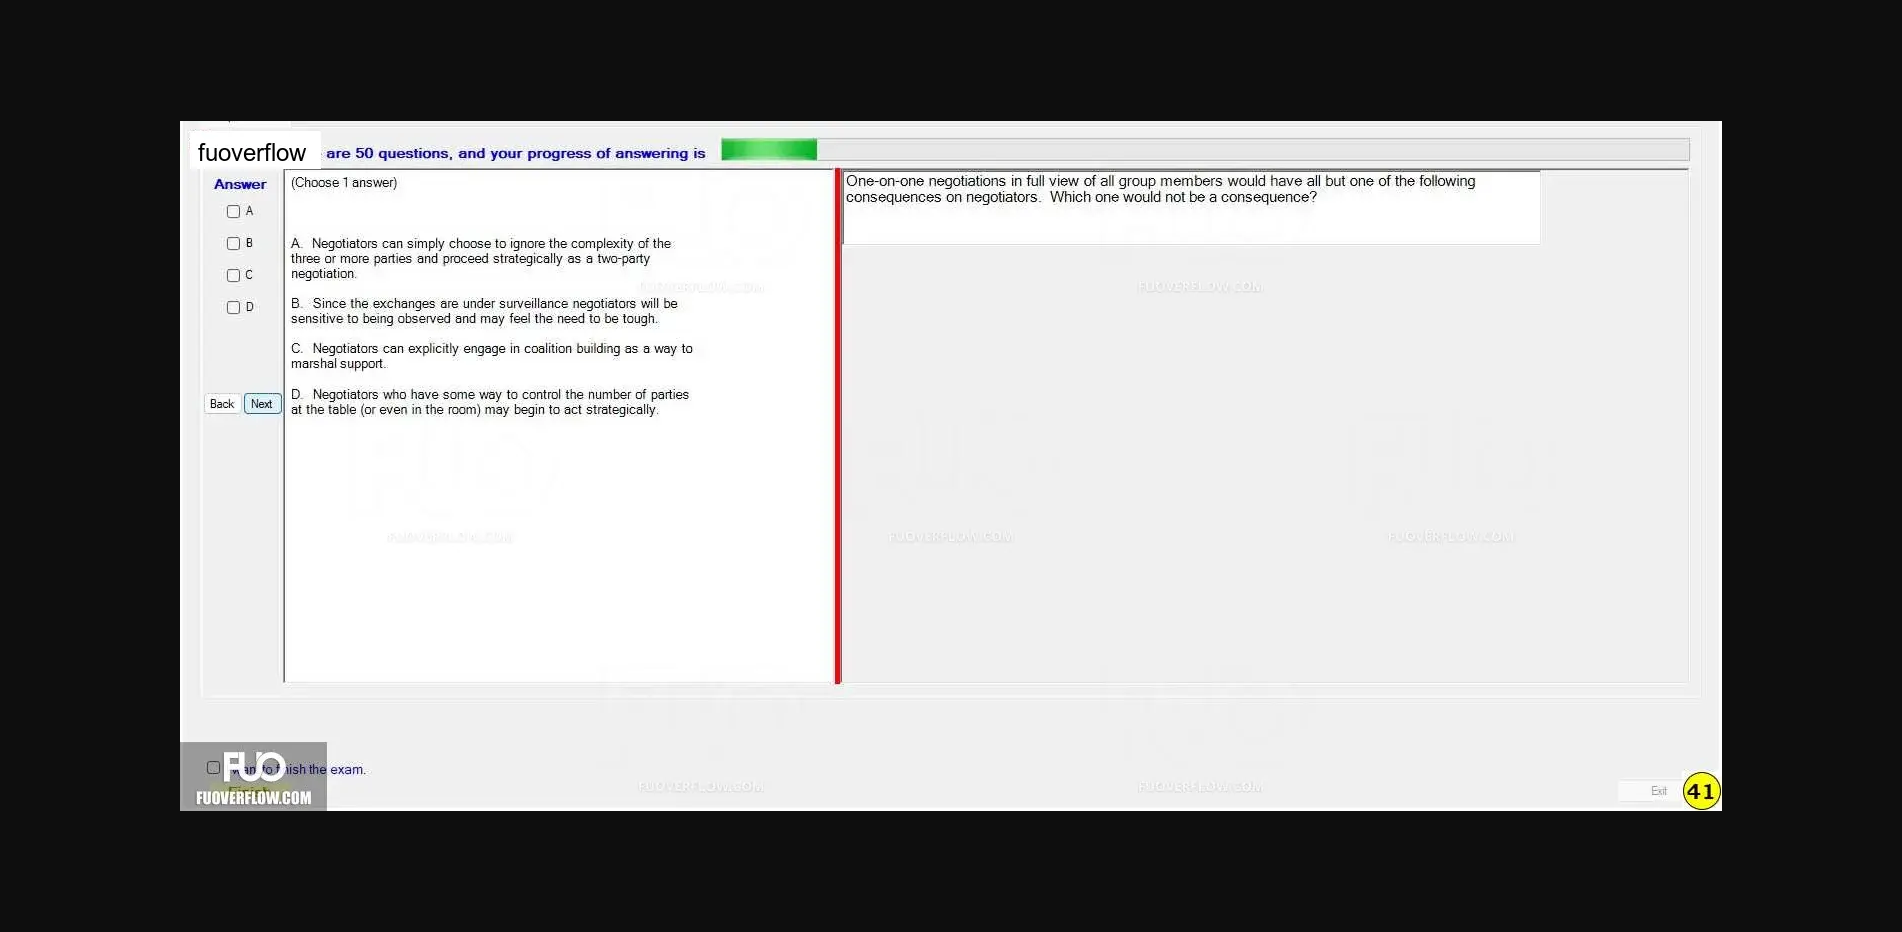 fuoverflow are 50 questions, and your progress of answering is
Answer
A
B
C
D
Back Next
(Choose 1 answer)
A. Negotiators can simply choose to ignore the complexity of the
three or more parties and proceed strategically as a two-party
negotiation.
B. Since the exchanges are under surveillance negotiators will be
sensitive to being observed and may feel the need to be tough.
C. Negotiators can explicitly engage in coalition building as a way to
marshal support.
D. Negotiators who have some way to control the number of parties
at the table (or even in the room) may begin to act strategically.
One-on-one negotiations in full view of all group members would have all but one of the following
consequences on negotiators. Which one would not be a consequence?
FUOVERFLOW.COM FUOVERFLOW.COM
FUOVERFLOW.COM FUOVERFLOW.COM FUOVERFLOW.COM
FUOVERFLOW.COM FUOVERFLOW.COM
FUO
want to finish the exam.
Finish
FUOVERFLOW.COM
Exit
41